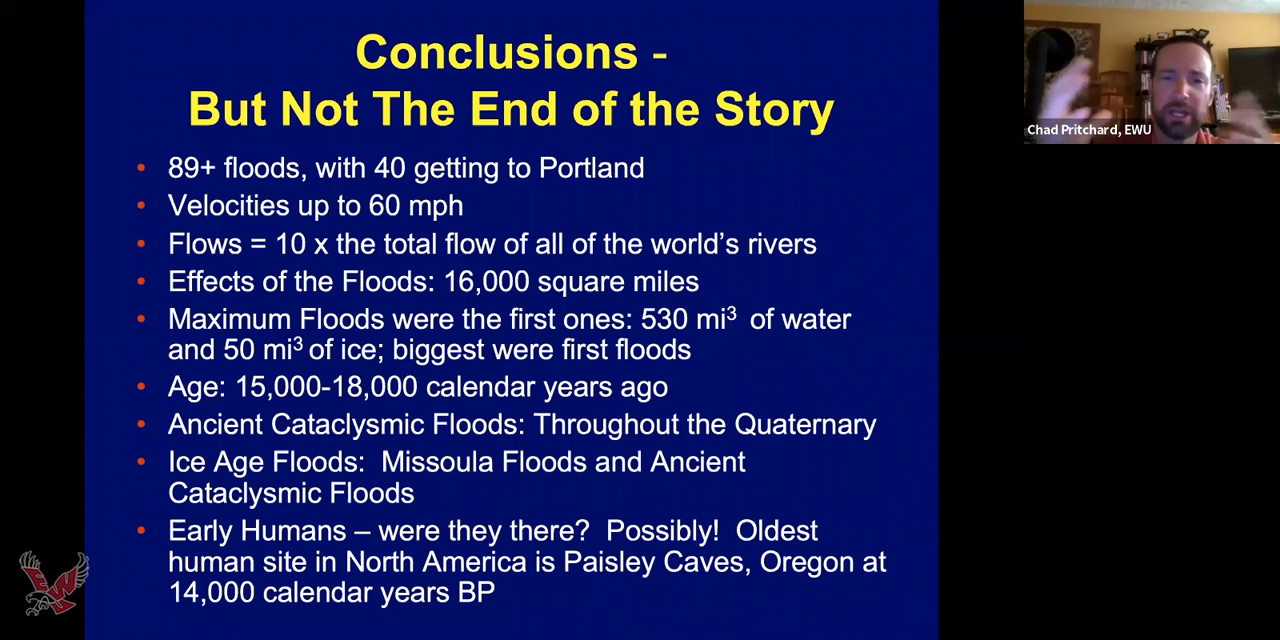 Conclusions -
But Not The End of the Story
• 89+ floods, with 40 getting to Portland
• Velocities up to 60 mph
• Flows = 10 x the total flow of all of the world’s rivers
• Effects of the Floods: 16,000 square miles
• Maximum Floods were the first ones: 530 mi³ of water
and 50 mi³ of ice; biggest were first floods
• Age: 15,000-18,000 calendar years ago
• Ancient Cataclysmic Floods: Throughout the Quaternary
• Ice Age Floods: Missoula Floods and Ancient
Cataclysmic Floods
• Early Humans – were they there? Possibly! Oldest
human site in North America is Paisley Caves, Oregon at
14,000 calendar years BP
Chad Pritchard, EWU
EWU